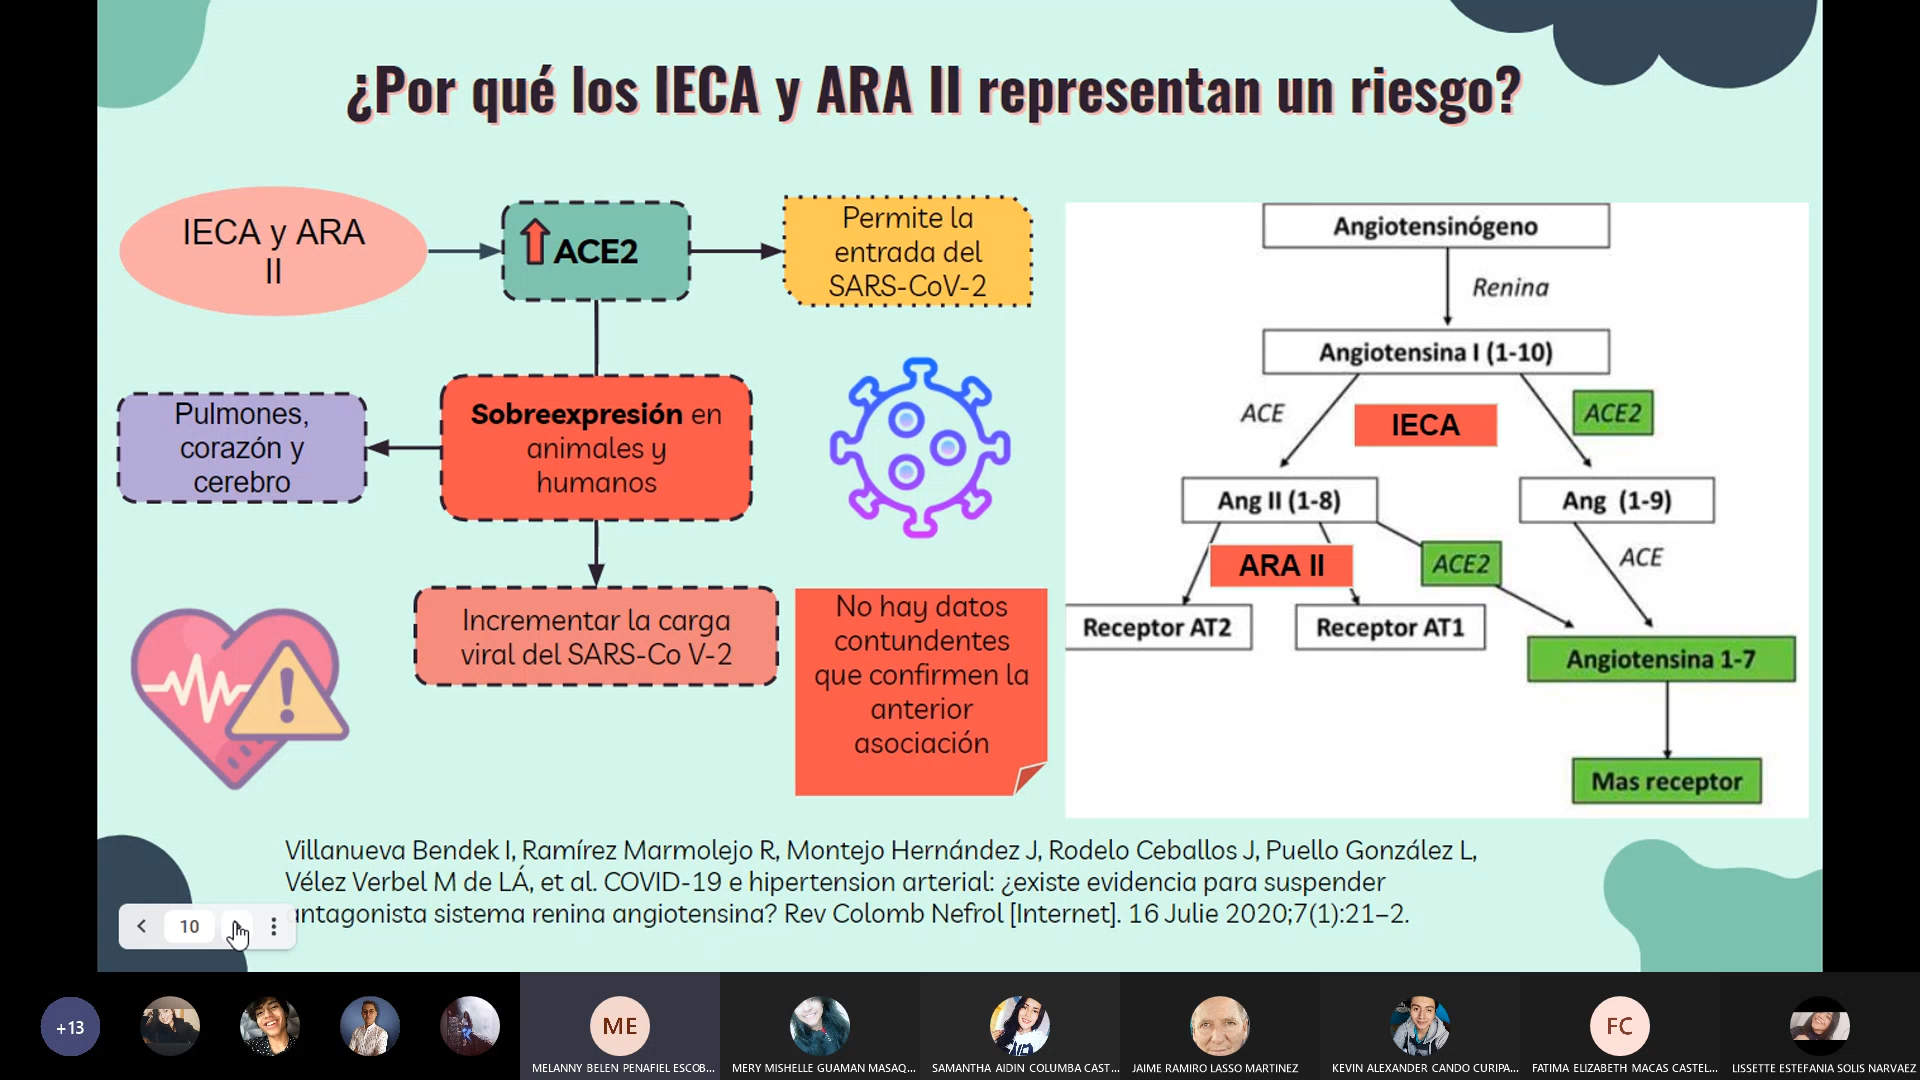 ¿Por qué los IECA y ARA II representan un riesgo?
IECA y ARA
II
ACE2
Permite la
entrada del
SARS-CoV-2
Pulmones,
corazón y
cerebro
Sobreexpresión en
animales y
humanos
Incrementar la carga
viral del SARS-Co V-2
No hay datos
contundentes
que confirmen la
anterior
asociación
Angiotensinógeno
Renina
Angiotensina I (1-10)
ACE
IECA
ACE2
Ang II (1-8)
Ang (1-9)
ARA II
ACE2
ACE
Receptor AT2
Receptor AT1
Angiotensina 1-7
Mas receptor
Villanueva Bendek I, Ramírez Marmolejo R, Montejo Hernández J, Rodelo Ceballos J, Puello González L,
Vélez Verbel M de LÁ, et al. COVID-19 e hipertension arterial: ¿existe evidencia para suspender
antagonista sistema renina angiotensina? Rev Colomb Nefrol [Internet]. 16 Julie 2020;7(1):21–2.
10
+13
ME
FC
MELANNY BELEN PENAFIEL ESCOB...
MERY MISHELLE GUAMAN MASAQ...
SAMANTHA AIDIN COLUMBA CAST...
JAIME RAMIRO LASSO MARTINEZ
KEVIN ALEXANDER CANDO CURIPA...
FATIMA ELIZABETH MACAS CASTEL...
LISSETTE ESTEFANIA SOLIS NARVAEZ